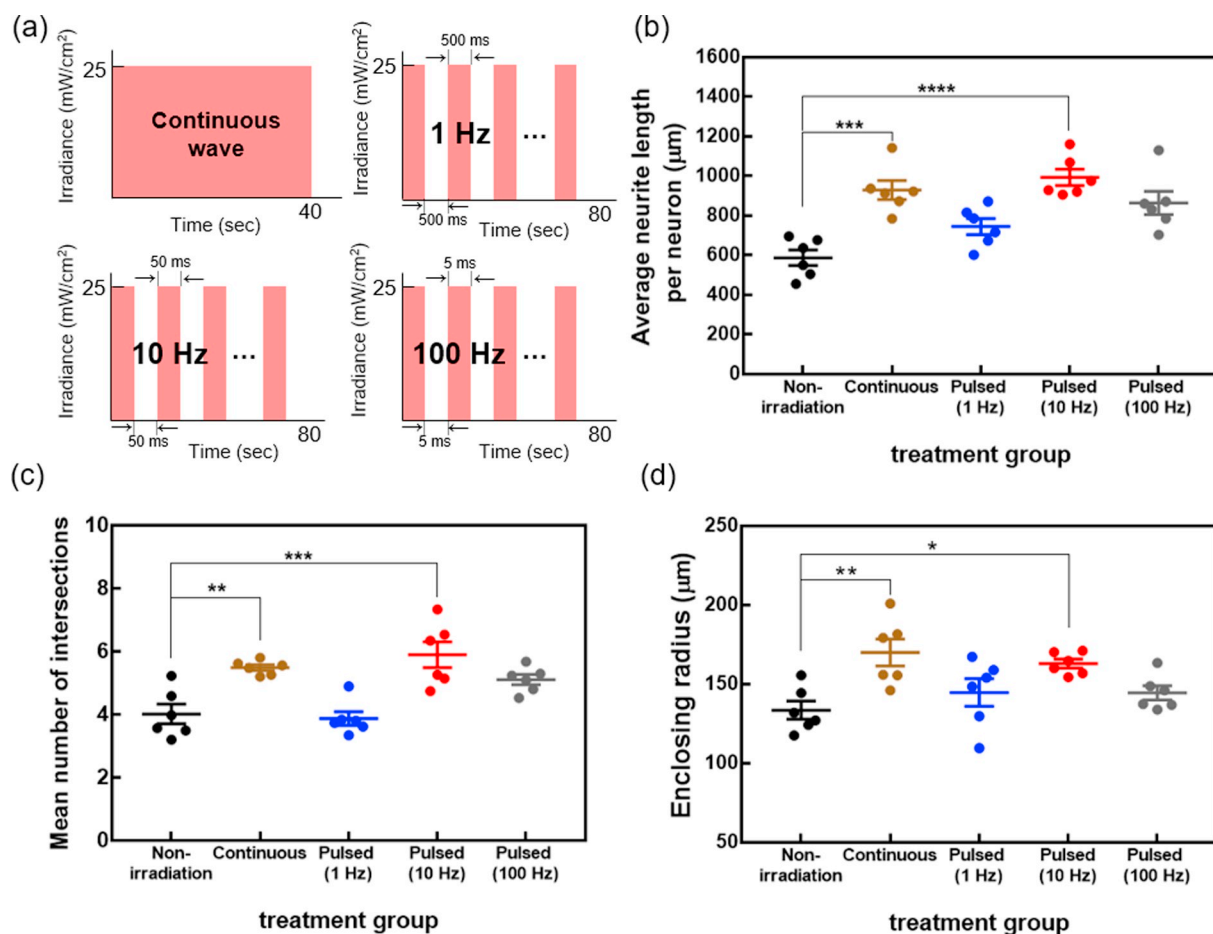 (a)
Irradiance (mW/cm²)
25
Continuous
wave
Time (sec)
40
Irradiance (mW/cm²)
25
500 ms
1 Hz
...
500 ms
Time (sec)
80
Irradiance (mW/cm²)
25
50 ms
10 Hz
...
50 ms
Time (sec)
80
Irradiance (mW/cm²)
25
5 ms
100 Hz
...
5 ms
Time (sec)
80
(b)
Average neurite length
per neuron (μm)
1600
1400
1200
1000
800
600
400
200
0
***
****
Non-
irradiation
Continuous
Pulsed
(1 Hz)
Pulsed
(10 Hz)
Pulsed
(100 Hz)
treatment group
(c)
Mean number of intersections
10
8
6
4
2
0
**
***
Non-
irradiation
Continuous
Pulsed
(1 Hz)
Pulsed
(10 Hz)
Pulsed
(100 Hz)
treatment group
(d)
Enclosing radius (μm)
250
200
150
100
50
**
*
Non-
irradiation
Continuous
Pulsed
(1 Hz)
Pulsed
(10 Hz)
Pulsed
(100 Hz)
treatment group